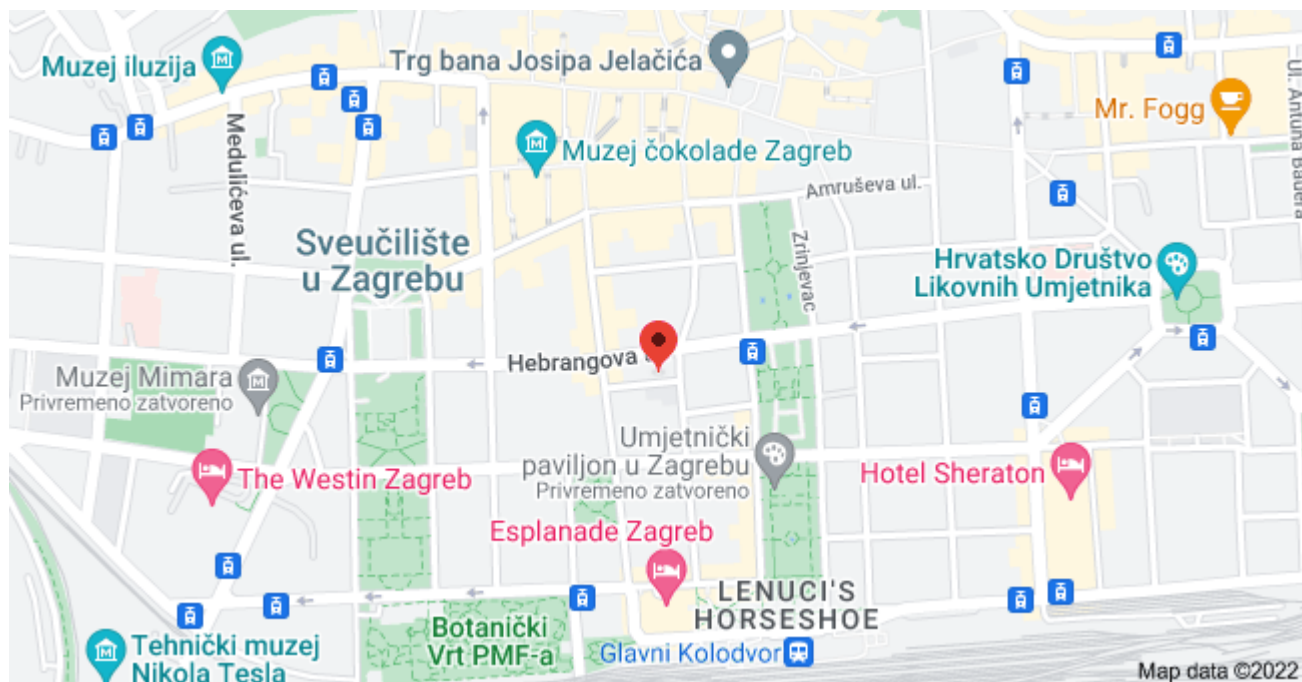 Muzej iluzija
Trg bana Josipa Jelačića
Mr. Fogg
Ul. Antuna Bauera
Medulićeva ul.
Muzej čokolade Zagreb
Amruševa ul.
Sveučilište
u Zagrebu
Zrinjevac
Hrvatsko Društvo
Likovnih Umjetnika
Hebrangova
Muzej Mimara
Privremeno zatvoreno
Umjetnički
paviljon u Zagrebu
Privremeno zatvoreno
The Westin Zagreb
Hotel Sheraton
Esplanade Zagreb
LENUCI'S
HORSESHOE
Botanički
Vrt PMF-a
Glavni Kolodvor
Tehnički muzej
Nikola Tesla
Map data ©2022